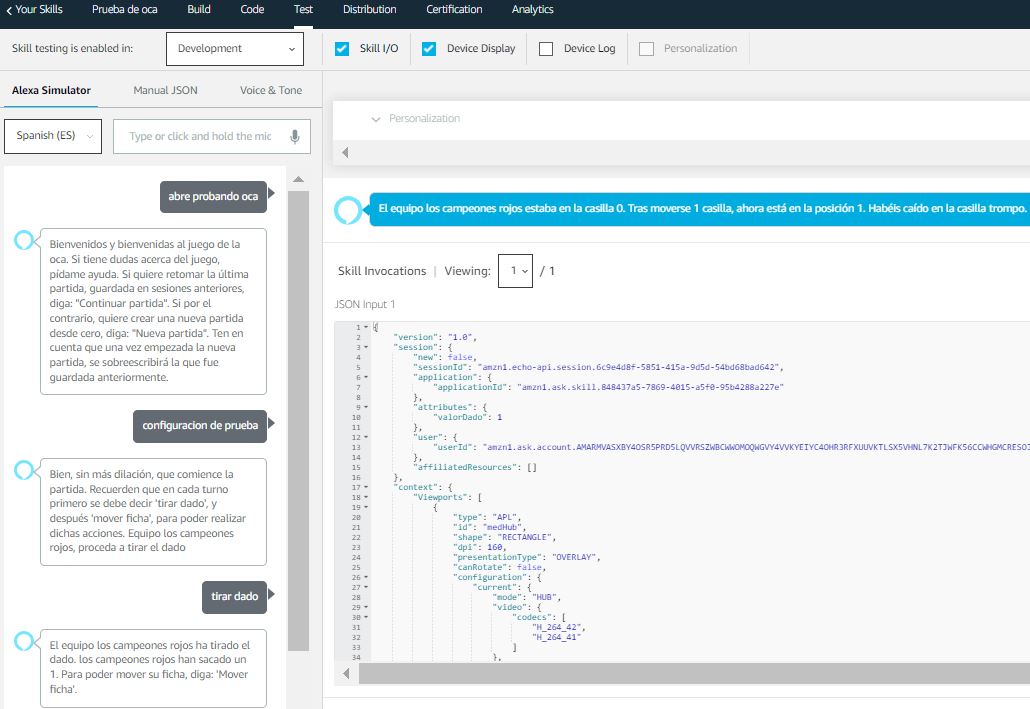 Your Skills Prueba de oca Build Code Test Distribution Certification Analytics
Skill testing is enabled in: Development Skill I/O Device Display Device Log Personalization
Alexa Simulator Manual JSON Voice & Tone
Spanish (ES) Type or click and hold the mic
abre probando oca
Bienvenidos y bienvenidas al juego de la
oca. Si tiene dudas acerca del juego,
pídame ayuda. Si quiere retomar la última
partida, guardada en sesiones anteriores,
diga: "Continuar partida". Si por el
contrario, quiere crear una nueva partida
desde cero, diga: "Nueva partida". Ten en
cuenta que una vez empezada la nueva
partida, se sobreescribirá la que fue
guardada anteriormente.
configuracion de prueba
Bien, sin más dilación, que comience la
partida. Recuerden que en cada turno
primero se debe decir 'tirar dado', y
después 'mover ficha', para poder realizar
dichas acciones. Equipo los campeones
rojos, proceda a tirar el dado
tirar dado
El equipo los campeones rojos ha tirado el
dado. los campeones rojos han sacado un
1. Para poder mover su ficha, diga: 'Mover
ficha'.
Personalization
El equipo los campeones rojos estaba en la casilla 0. Tras moverse 1 casilla, ahora está en la posición 1. Habéis caído en la casilla trompo.
Skill Invocations | Viewing: 1 / 1
JSON Input 1
1 {
2 "version": "1.0",
3 "session": {
4 "new": false,
5 "sessionId": "amzn1.echo-api.session.6c9e4d8f-5851-415a-9d5d-54bd68bad642",
6 "application": {
7 "applicationId": "amzn1.ask.skill.848437a5-7869-4015-a5f0-95b4288a227e"
8 },
9 "attributes": {
10 "valorDado": 1
11 },
12 "user": {
13 "userId":
14 },
15 "affiliatedResources": []
16 },
17 "context": {
18 "Viewports": [
19 {
20 "type": "APL",
21 "id": "medHub",
22 "shape": "RECTANGLE",
23 "dpi": 160,
24 "presentationType": "OVERLAY",
25 "canRotate": false,
26 "configuration": {
27 "current": {
28 "mode": "HUB",
29 "video": {
30 "codecs": [
31 "H_264_42",
32 "H_264_41"
33 ]
34 },